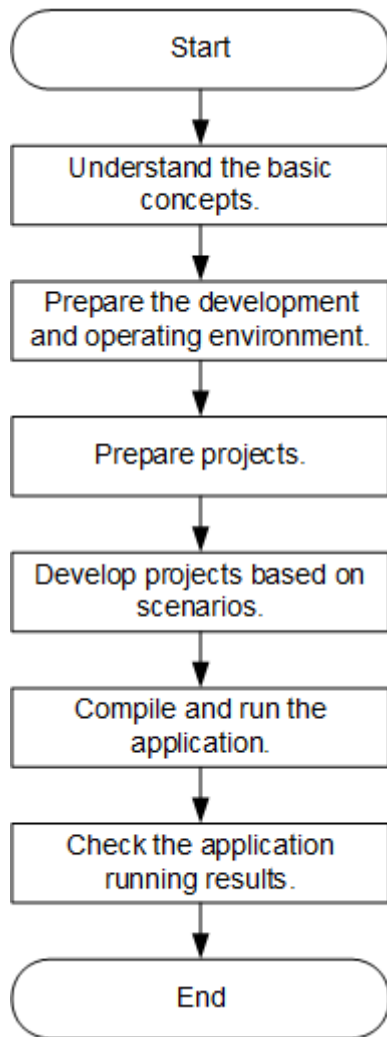 Start
Understand the basic
concepts.
Prepare the development
and operating environment.
Prepare projects.
Develop projects based on
scenarios.
Compile and run the
application.
Check the application
running results.
End